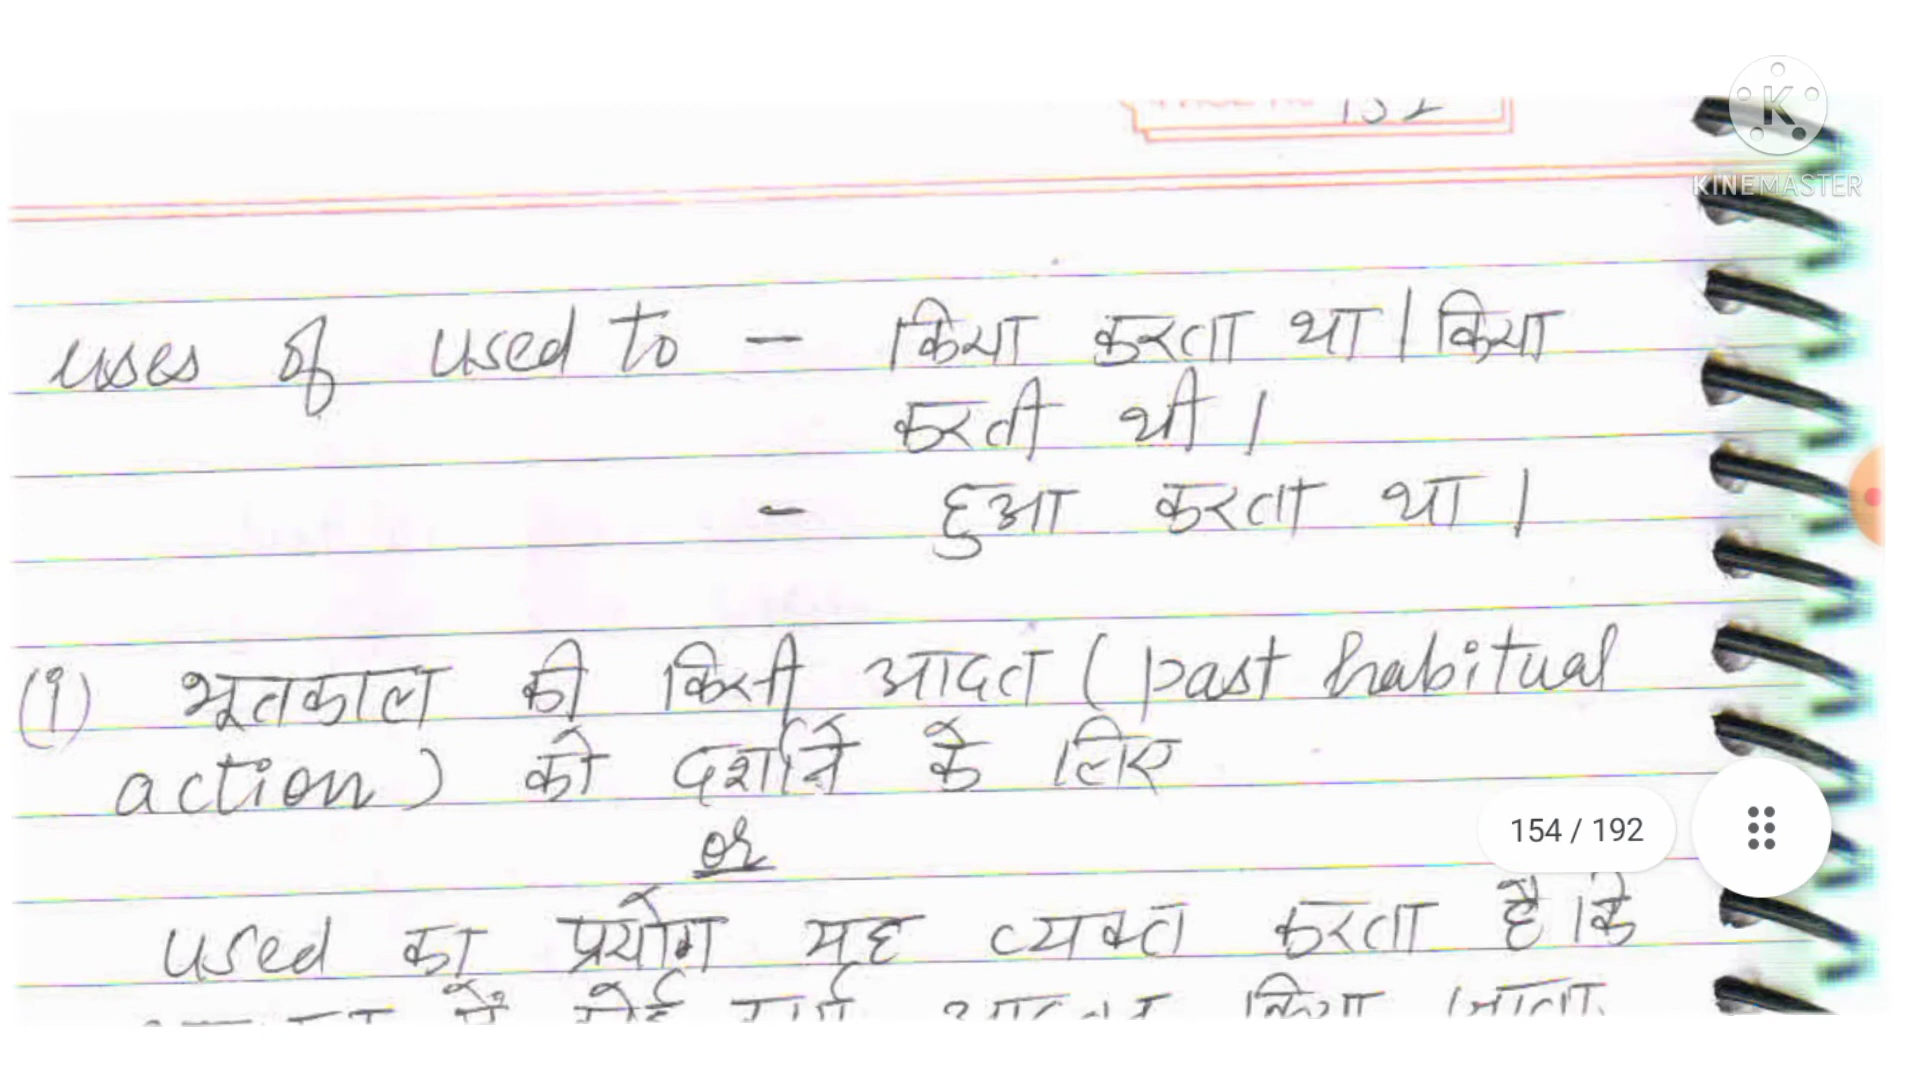 132
KINEMASTER
uses of used to - किया करता था। किया
करती थी।
- हुआ करता था।
(i) भूतकाल की किसी आदत (past habitual
action) को दर्शाने के लिए
or
154 / 192
used का प्रयोग यह व्यक्त करता है कि
में कोई कार्य किया जाता